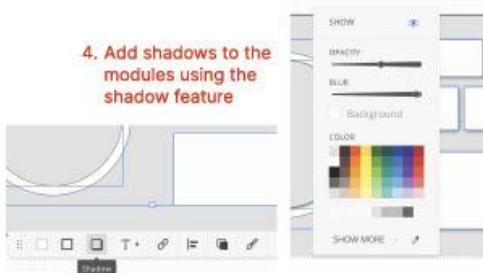 4. Add shadows to the
modules using the
shadow feature
Shadow
SHOW
OPACITY
BLUR
Background
COLOR
SHOW MORE